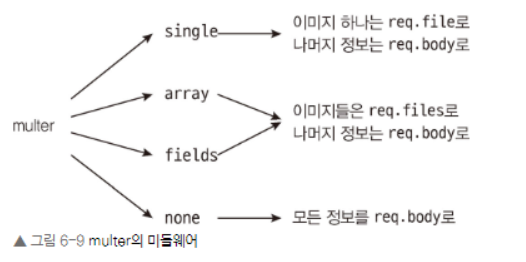 single
이미지 하나는 req.file로
나머지 정보는 req.body로
array
이미지들은 req.files로
나머지 정보는 req.body로
multer
fields
none
모든 정보를 req.body로
▲ 그림 6-9 multer의 미들웨어